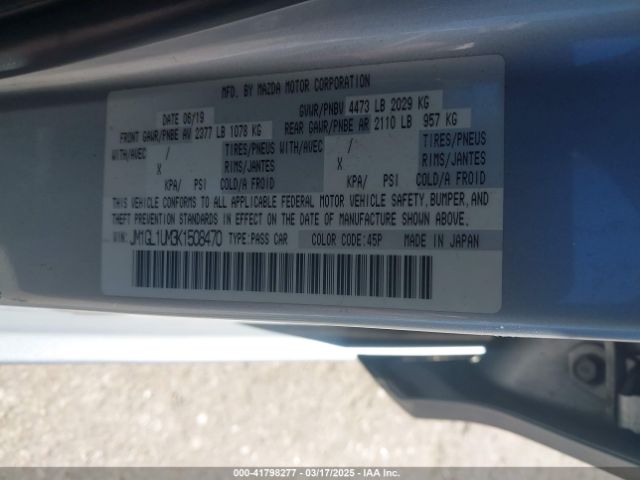 MFD. BY MAZDA MOTOR CORPORATION
DATE 06/19 GVWR/PNBV 4473 LB 2029 KG
FRONT GAWR/PNBE AV 2377 LB 1078 KG REAR GAWR/PNBE AR 2110 LB 957 KG
WITH/AVEC / TIRES/PNEUS WITH/AVEC / TIRES/PNEUS
X RIMS/JANTES X RIMS/JANTES
KPA/ PSI COLD/A FROID KPA/ PSI COLD/A FROID
THIS VEHICLE CONFORMS TO ALL APPLICABLE FEDERAL MOTOR VEHICLE SAFETY, BUMPER, AND
THEFT PREVENTION STANDARDS IN EFFECT ON THE DATE OF MANUFACTURE SHOWN ABOVE.
VIN: JM1GL1UM3K1508470 TYPE:PASS CAR COLOR CODE:45P MADE IN JAPAN
000-41798277 - 03/17/2025 - IAA Inc.